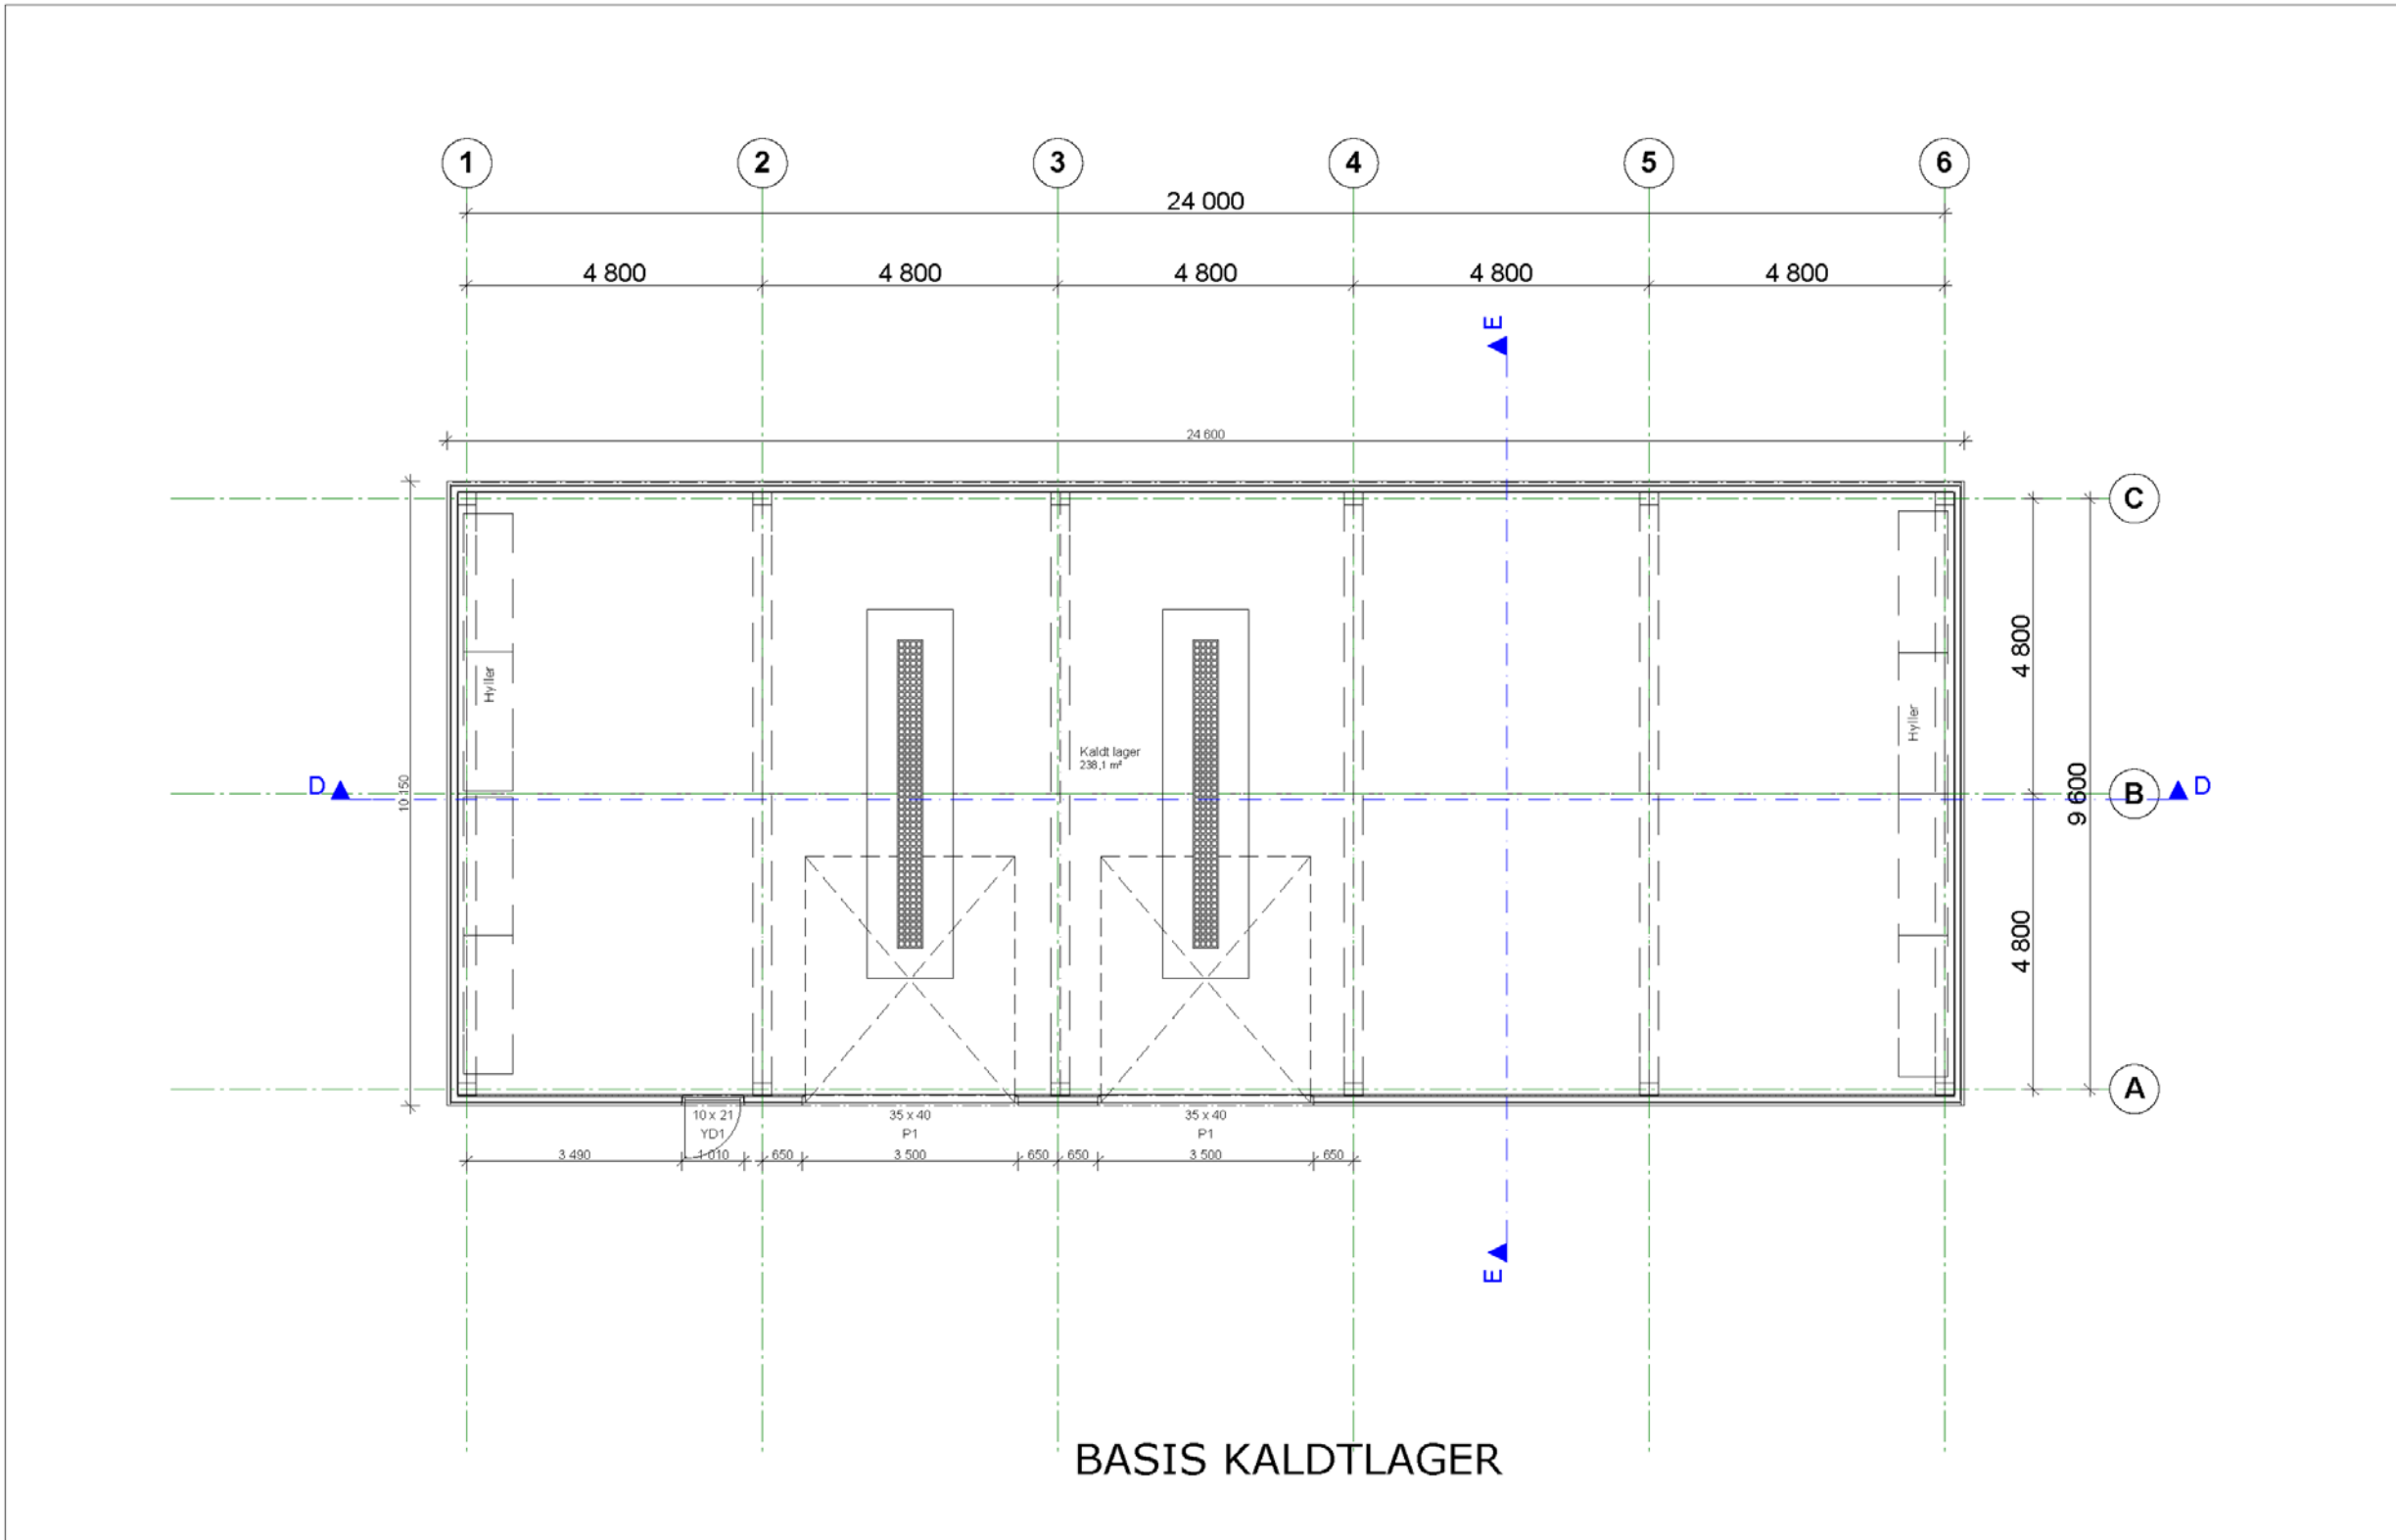 1 2 3 4 5 6
24 000
4 800 4 800 4 800 4 800 4 800
E
24 600
C
4 800
Hyller
Hyller
Kaldt lager
238,1 m²
D
10 150
9 600
B
D
4 800
A
10 x 21 35 x 40 35 x 40
YD1 P1 P1
3 490 1 010 650 3 500 650 650 3 500 650
E
BASIS KALDTLAGER